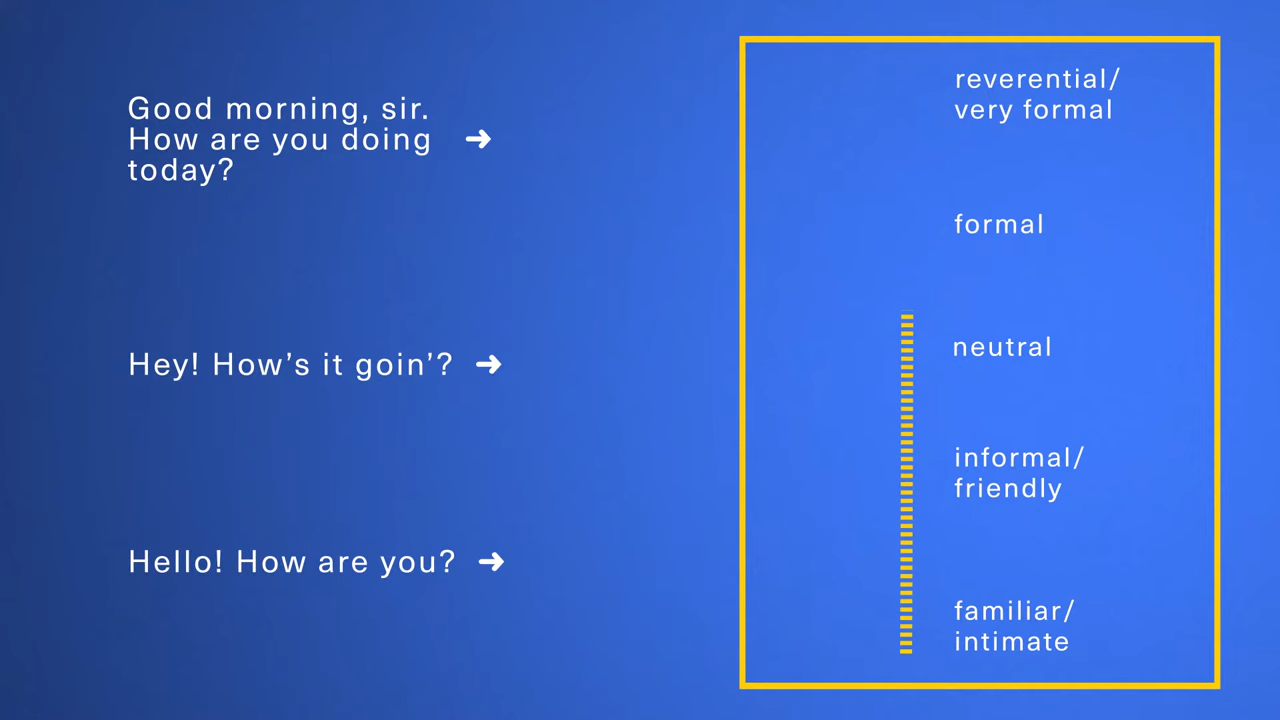 Good morning, sir.
How are you doing
today? ➜
Hey! How’s it goin’? ➜
Hello! How are you? ➜
reverential/
very formal
formal
neutral
informal/
friendly
familiar/
intimate